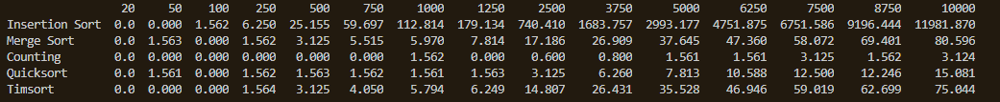 20 50 100 250 500 750 1000 1250 2500 3750 5000 6250 7500 8750 10000
Insertion Sort 0.0 0.000 1.562 6.250 25.155 59.697 112.814 179.134 740.410 1683.757 2993.177 4751.875 6751.586 9196.444 11981.870
Merge Sort 0.0 1.563 0.000 1.562 3.125 5.515 5.970 7.814 17.186 26.909 37.645 47.360 58.072 69.401 80.596
Counting 0.0 0.000 0.000 0.000 0.000 0.000 1.562 0.000 0.600 0.800 1.561 1.561 3.125 1.562 3.124
Quicksort 0.0 1.561 0.000 1.562 1.563 1.562 1.561 1.563 3.125 6.260 7.813 10.588 12.500 12.246 15.081
Timsort 0.0 0.000 0.000 1.564 3.125 4.050 5.794 6.249 14.807 26.431 35.528 46.946 59.019 62.699 75.044